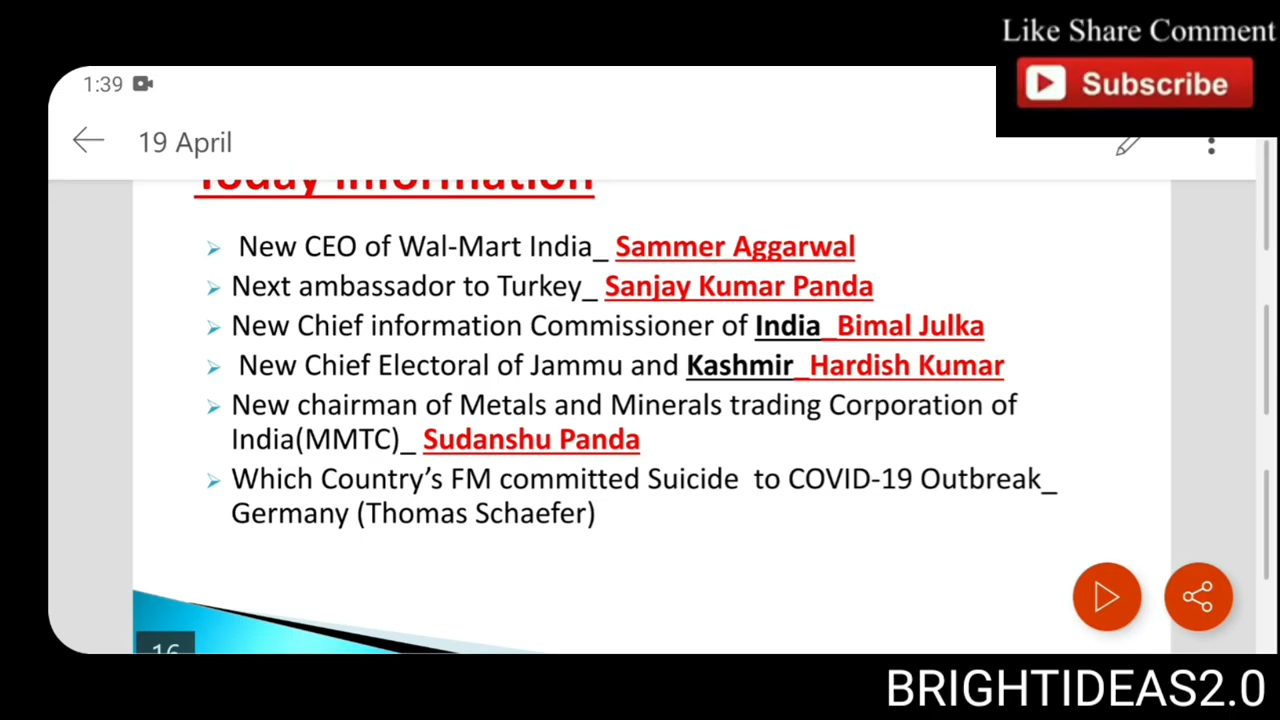 Like Share Comment
Subscribe
1:39
19 April
Today Information
New CEO of Wal-Mart India_ Sammer Aggarwal
Next ambassador to Turkey_ Sanjay Kumar Panda
New Chief information Commissioner of India_Bimal Julka
New Chief Electoral of Jammu and Kashmir_Hardish Kumar
New chairman of Metals and Minerals trading Corporation of
India(MMTC)_ Sudanshu Panda
Which Country’s FM committed Suicide to COVID-19 Outbreak_
Germany (Thomas Schaefer)
16
BRIGHTIDEAS2.0